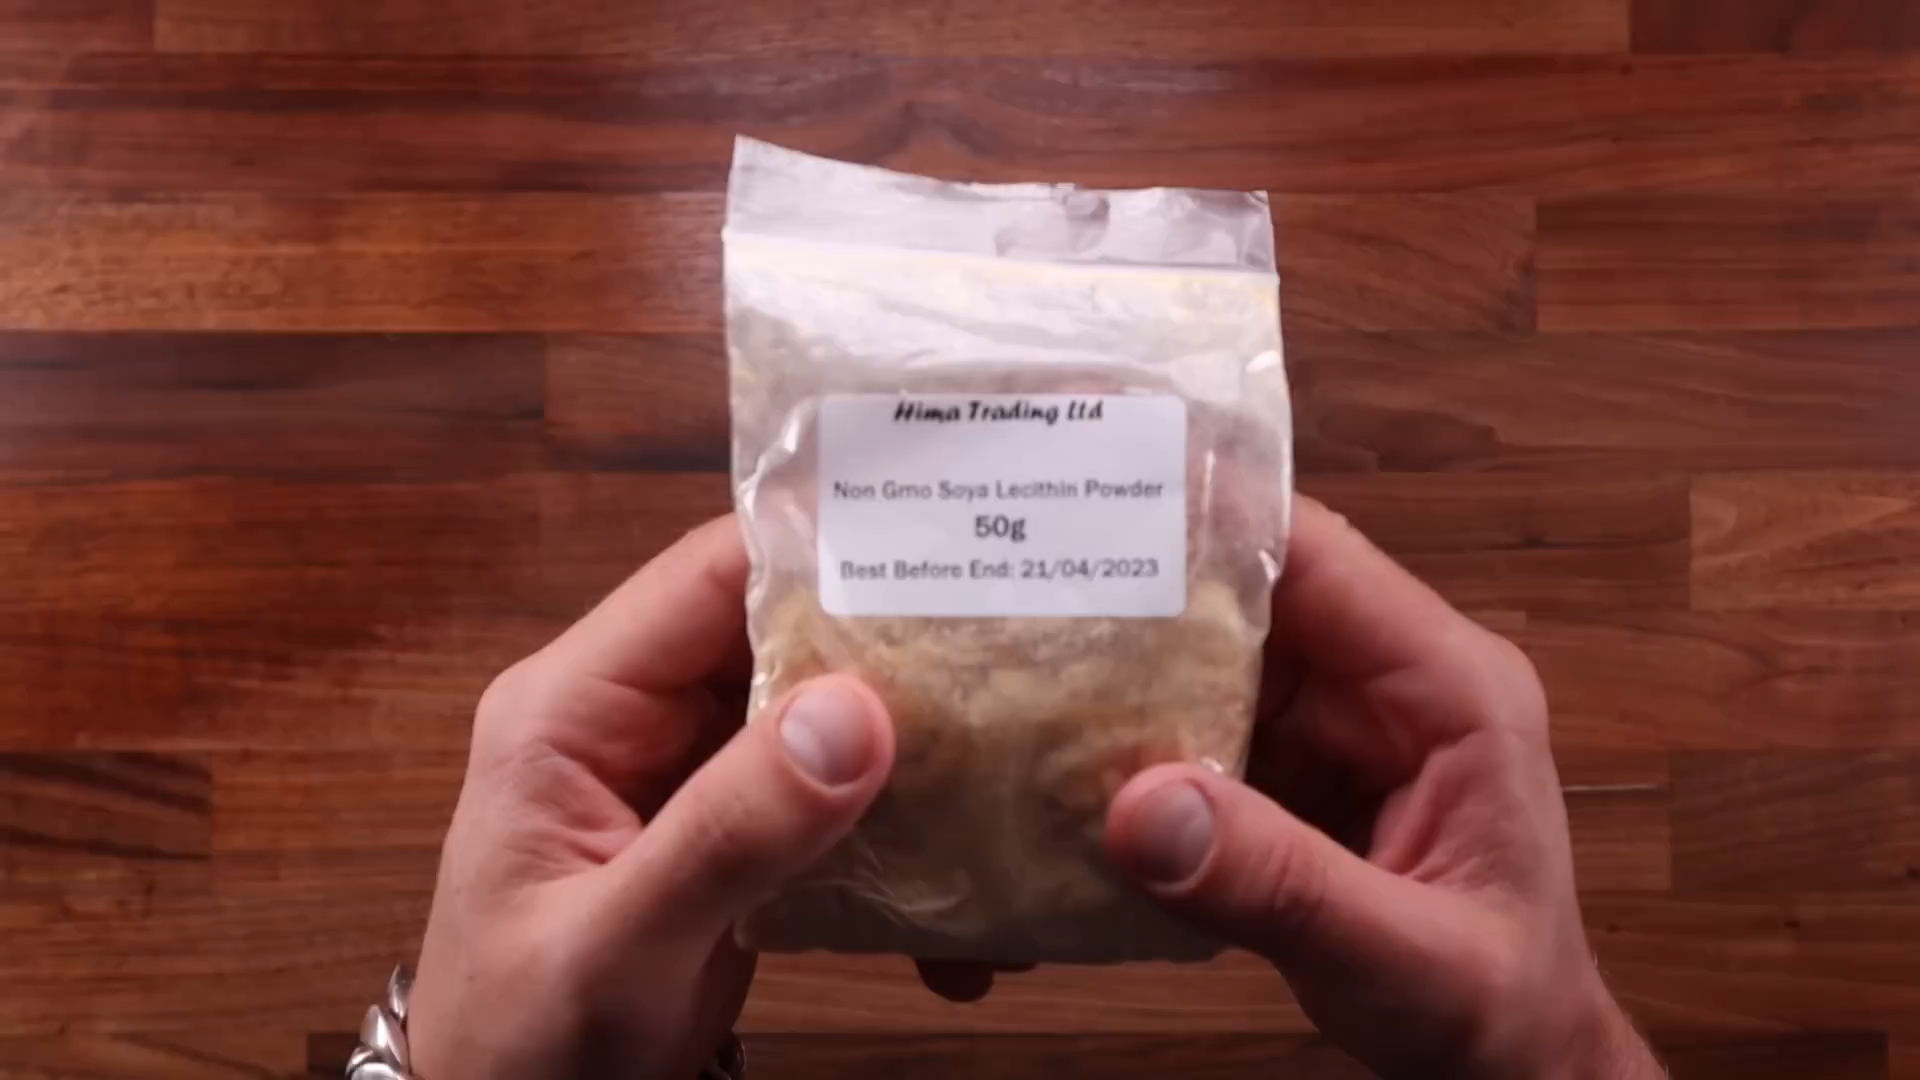 Hima Trading Ltd
Non Gmo Soya Lecithin Powder
50g
Best Before End: 21/04/2023